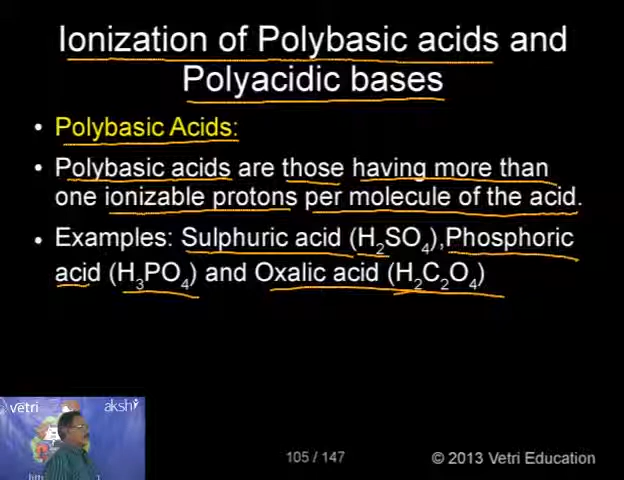 Ionization of Polybasic acids and
Polyacidic bases
• Polybasic Acids:
• Polybasic acids are those having more than
one ionizable protons per molecule of the acid.
• Examples: Sulphuric acid (H₂SO₄),Phosphoric
acid (H₃PO₄) and Oxalic acid (H₂C₂O₄)
vetri
aksh
105 / 147
© 2013 Vetri Education